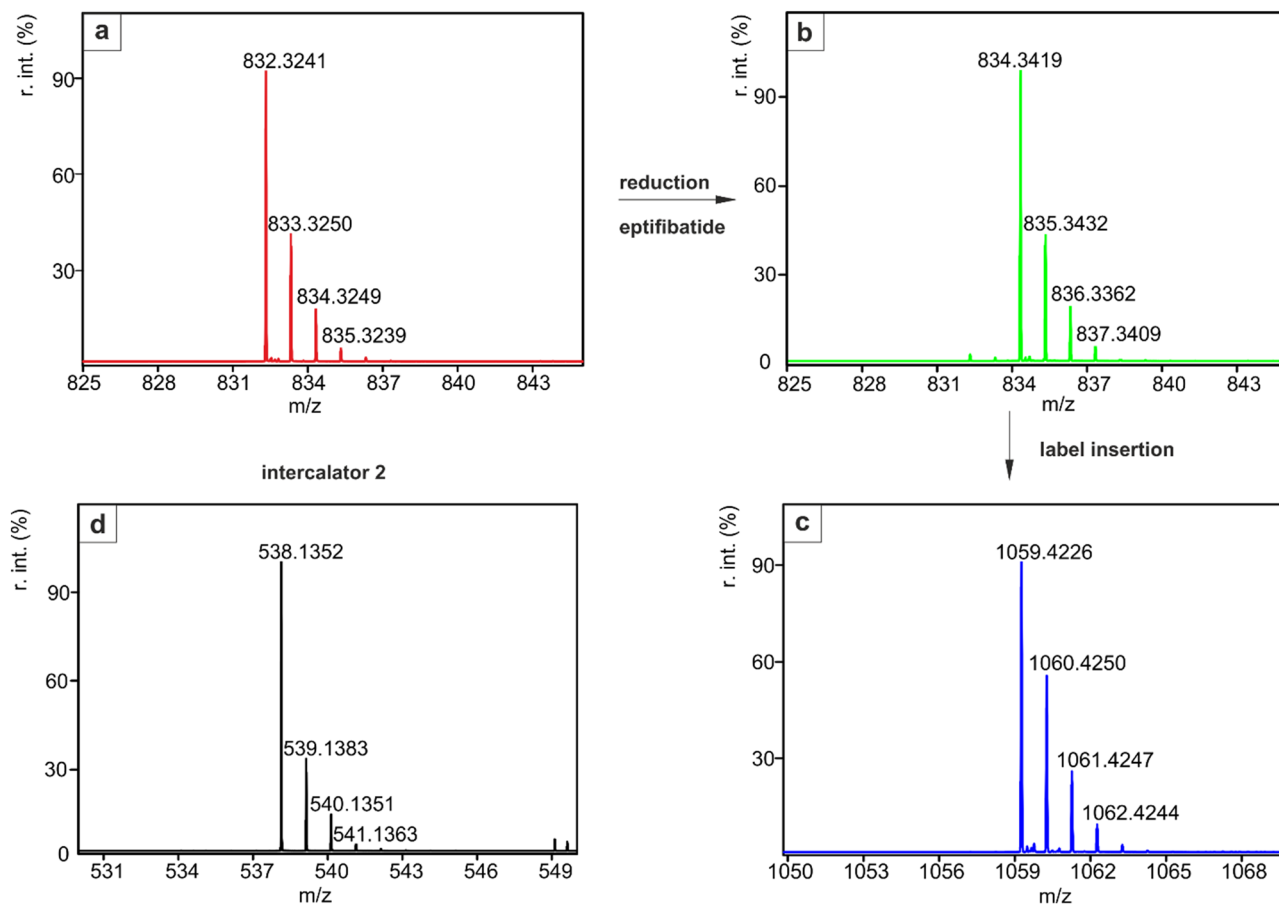 a
r. int. (%)
90
60
30
832.3241
833.3250
834.3249
835.3239
825 828 831 834 837 840 843
m/z
reduction
eptifibatide
b
r. int. (%)
90
60
30
0
834.3419
835.3432
836.3362
837.3409
825 828 831 834 837 840 843
m/z
label insertion
intercalator 2
d
r. int. (%)
90
60
30
0
538.1352
539.1383
540.1351
541.1363
531 534 537 540 543 546 549
m/z
c
r. int. (%)
90
60
30
1059.4226
1060.4250
1061.4247
1062.4244
1050 1053 1056 1059 1062 1065 1068
m/z